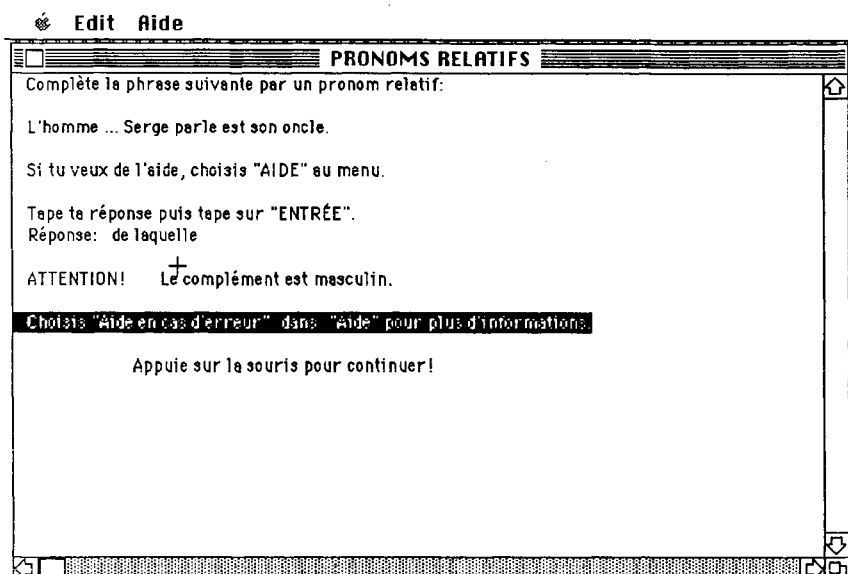 Edit Aide
PRONOMS RELATIFS
Complète la phrase suivante par un pronom relatif:
L'homme ... Serge parle est son oncle.
Si tu veux de l'aide, choisis "AIDE" au menu.
Tape ta réponse puis tape sur "ENTRÉE".
Réponse: de laquelle
ATTENTION! Le complément est masculin.
Choisis "Aide en cas d'erreur" dans "Aide" pour plus d'informations.
Appuie sur la souris pour continuer!